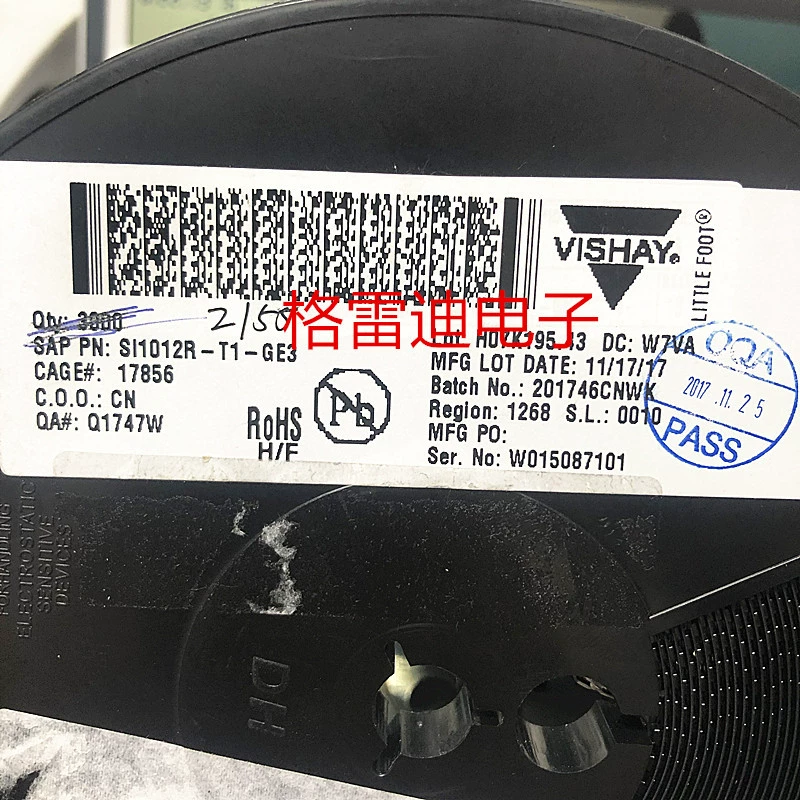 VISHAY®
LITTLE FOOT®
Qty: 3000
格雷迪电子
SAP PN: SI1012R-T1-GE3
CAGE#: 17856
C.O.O.: CN
QA#: Q1747W
RoHS
H/F
Pb
DC: W7VA
MFG LOT DATE: 11/17/17
Batch No.: 201746CNWK
Region: 1268 S.L.: 0010
MFG PO:
Ser. No: W015087101
OQA
2017.11.25
PASS
ELECTROSTATIC
SENSITIVE
DEVICES
DH